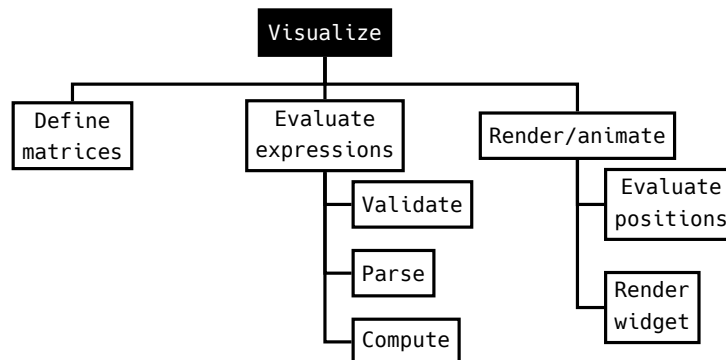 Visualize
Define
matrices
Evaluate
expressions
Render/animate
Validate
Evaluate
positions
Parse
Render
widget
Compute